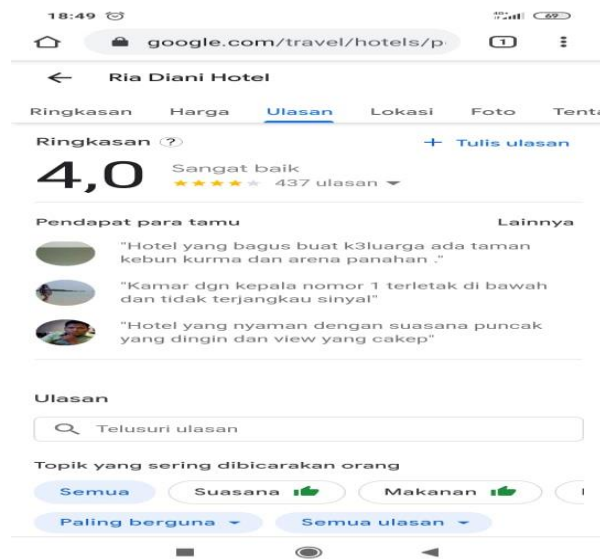 18:49
69
google.com/travel/hotels/p
1
Ria Diani Hotel
Ringkasan Harga Ulasan Lokasi Foto Tenta
Ringkasan ?
+ Tulis ulasan
4,0
Sangat baik
437 ulasan
Pendapat para tamu Lainnya
"Hotel yang bagus buat k3luarga ada taman
kebun kurma dan arena panahan ."
"Kamar dgn kepala nomor 1 terletak di bawah
dan tidak terjangkau sinyal"
"Hotel yang nyaman dengan suasana puncak
yang dingin dan view yang cakep"
Ulasan
Telusuri ulasan
Topik yang sering dibicarakan orang
Semua Suasana Makanan
Paling berguna Semua ulasan